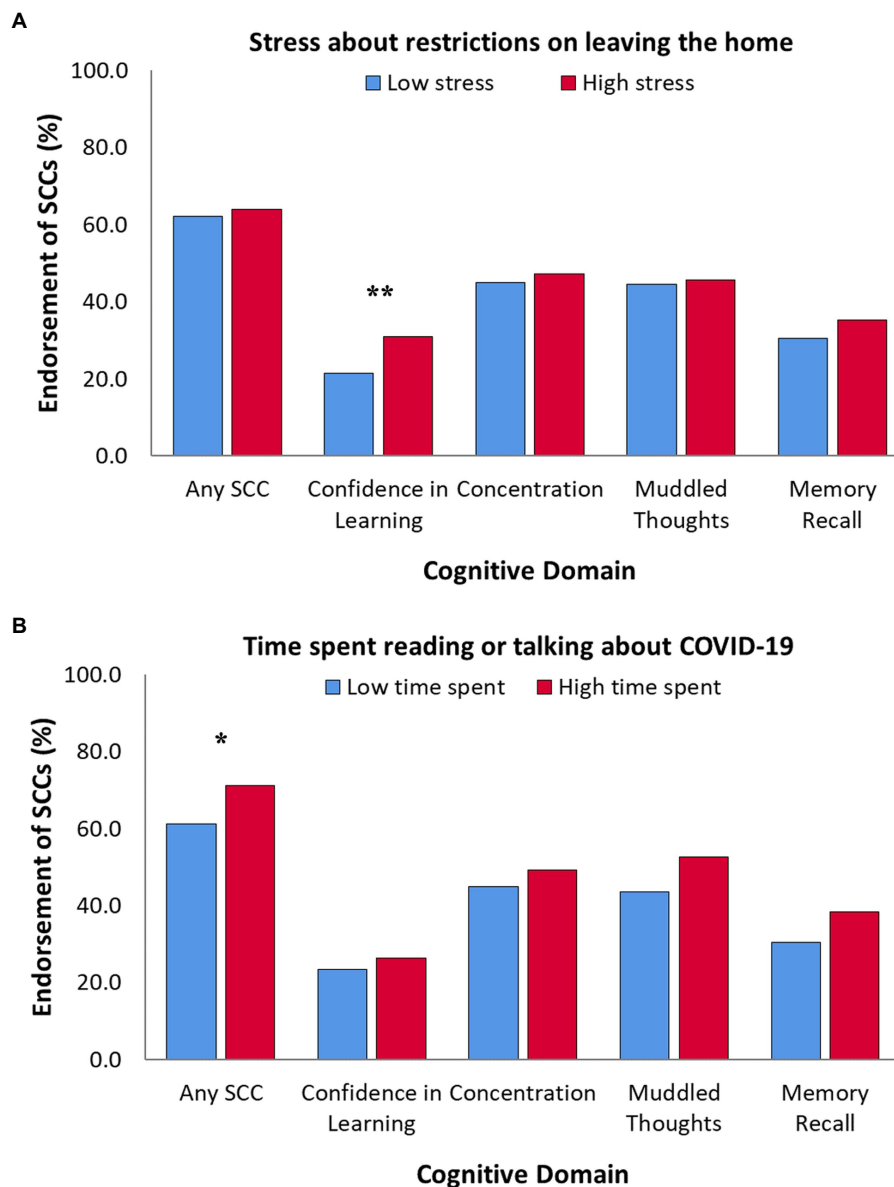 A
Stress about restrictions on leaving the home
Low stress High stress
Endorsement of SCCs (%)
100.0
80.0
60.0
40.0
20.0
0.0
**
Any SCC Confidence in Concentration Muddled Memory
Learning Thoughts Recall
Cognitive Domain
B
Time spent reading or talking about COVID-19
Low time spent High time spent
Endorsement of SCCs (%)
100.0
80.0
60.0
40.0
20.0
0.0
*
Any SCC Confidence in Concentration Muddled Memory
Learning Thoughts Recall
Cognitive Domain